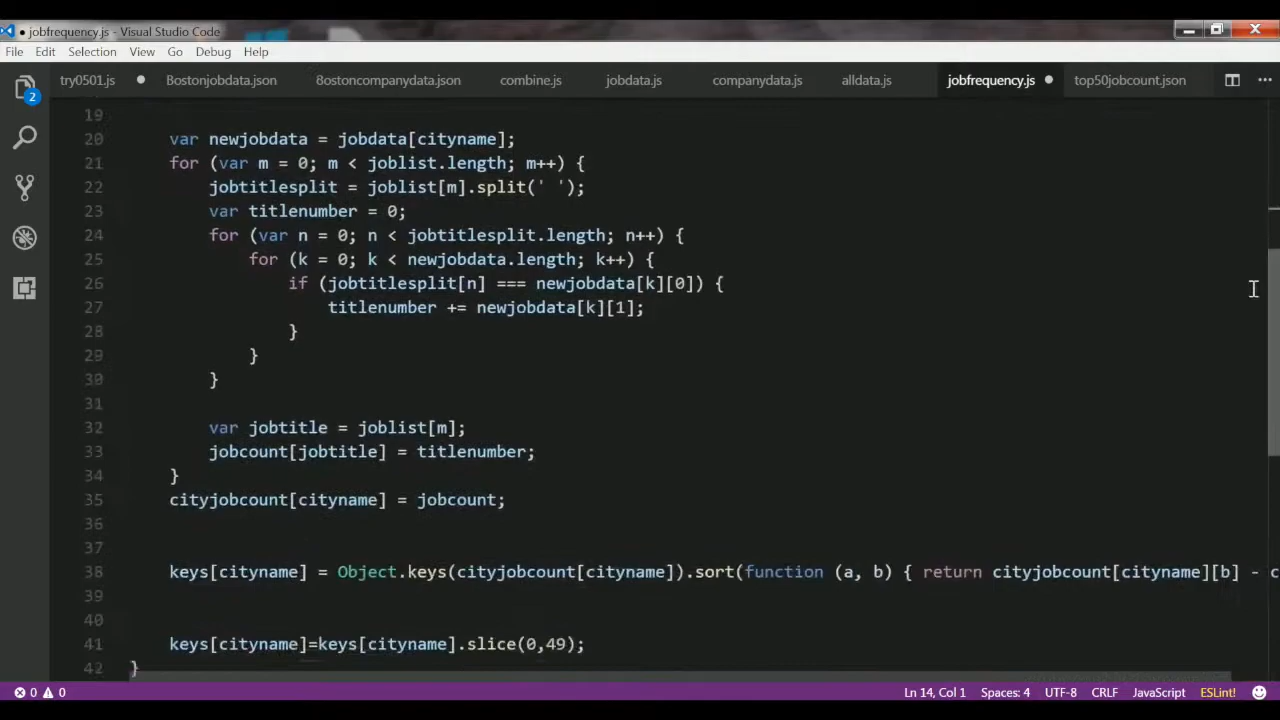 ● jobfrequency.js - Visual Studio Code
File Edit Selection View Go Debug Help
try0501.js Bostonjobdata.json 8ostoncompanydata.json combine.js jobdata.js companydata.js alldata.js jobfrequency.js top50jobcount.json
2
19
20 var newjobdata = jobdata[cityname];
21 for (var m = 0; m < joblist.length; m++) {
22 jobtitlesplit = joblist[m].split(' ');
23 var titlenumber = 0;
24 for (var n = 0; n < jobtitlesplit.length; n++) {
25 for (k = 0; k < newjobdata.length; k++) {
26 if (jobtitlesplit[n] === newjobdata[k][0]) {
27 titlenumber += newjobdata[k][1];
28 }
29 }
30 }
31
32 var jobtitle = joblist[m];
33 jobcount[jobtitle] = titlenumber;
34 }
35 cityjobcount[cityname] = jobcount;
36
37
38 keys[cityname] = Object.keys(cityjobcount[cityname]).sort(function (a, b) { return cityjobcount[cityname][b] - c
39
40
41 keys[cityname]=keys[cityname].slice(0,49);
42 }
0 0 Ln 14, Col 1 Spaces: 4 UTF-8 CRLF JavaScript ESLint!